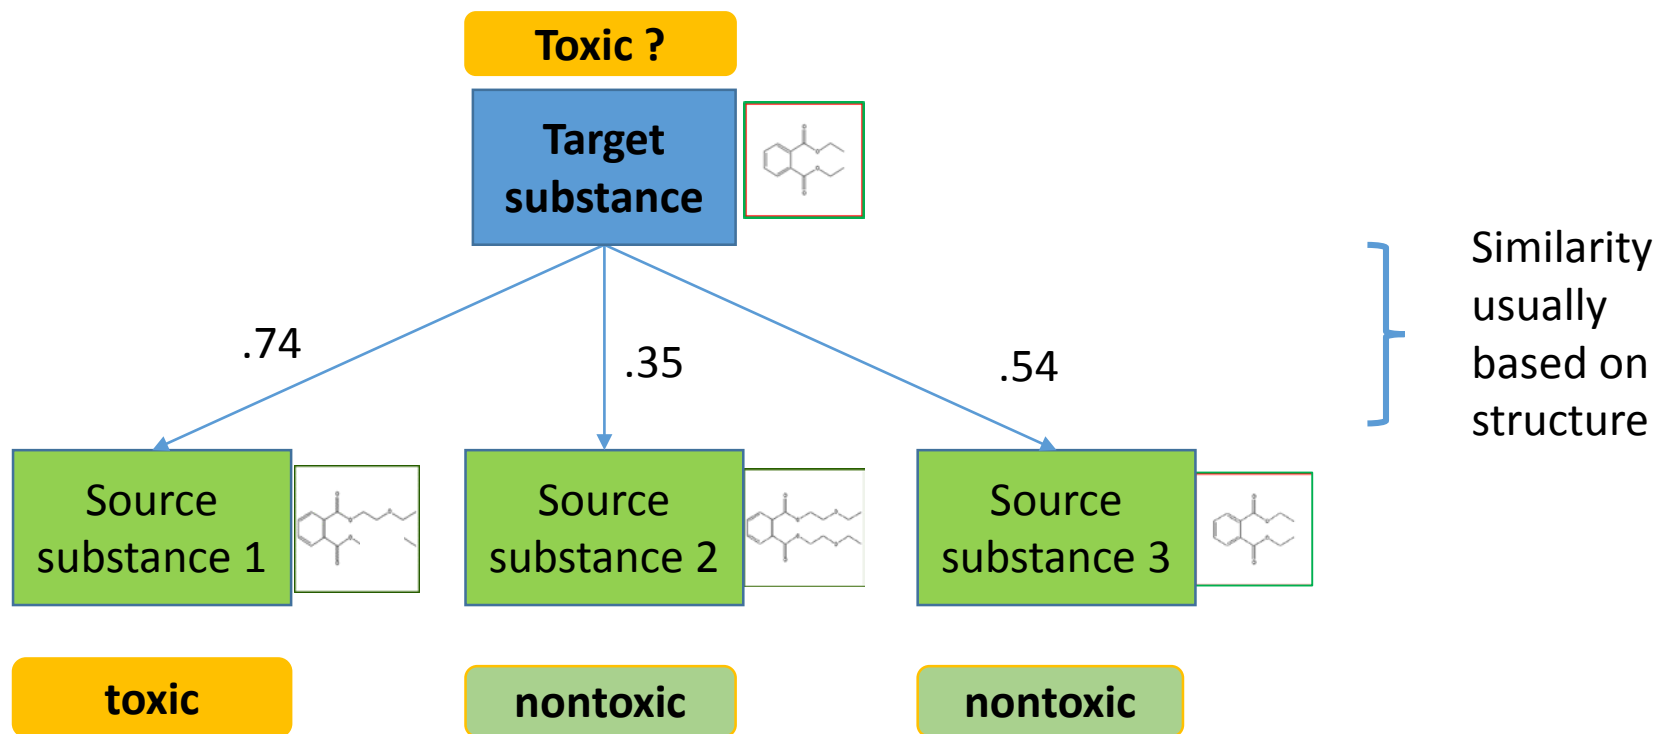 Toxic ?
Target
substance
.74
.35
.54
Similarity
usually
based on
structure
Source
substance 1
Source
substance 2
Source
substance 3
toxic
nontoxic
nontoxic